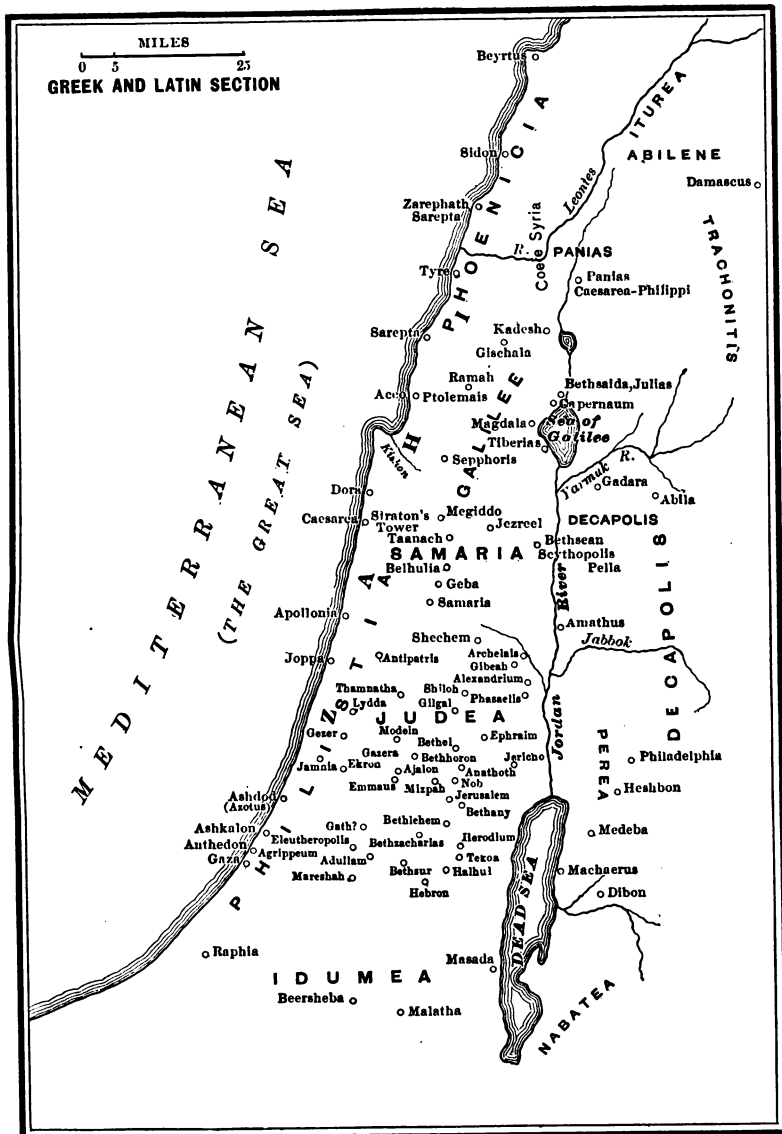 MILES
0 5 25
GREEK AND LATIN SECTION
Beyrtus
ITUREA
ABILENE
Sidon
Leontes
Damascus
Zarephath
Sarepta
PHOENICIA
Coele Syria
R.
PANIAS
TRACHONITIS
Tyre
Panias
Caesarea-Philippi
MEDITERRANEAN SEA
(THE GREAT SEA)
Sarepta
Kadesh
Gischala
Ramah
Bethsaida, Julias
Acco
Ptolemais
Capernaum
GALILEE
Magdala
Sea of
Galilee
Tiberias
Kishon
Sepphoris
Yarmuk R.
Gadara
Abila
Dora
Caesarea
Straton's
Tower
Megiddo
Jezreel
DECAPOLIS
Taanach
Bethsean
Scythopolis
SAMARIA
Belhulia
Pella
Geba
Samaria
River Jordan
Apollonia
Amathus
Shechem
Jabbok
DECAPOLIS
Joppa
Antipatris
Archelais
Gibeah
Alexandrium
Thamnatha
Shiloh
Phasaelis
Lydda
Gilgal
JUDEA
PHILIZSTIA
Gezer
Modein
Ephraim
PEREA
Bethel
Gazera
Bethhoron
Jericho
Philadelphia
Jamnia
Ekron
Ajalon
Anathoth
Emmaus
Mizpah
Nob
Heshbon
Ashdod
(Azotus)
Jerusalem
Bethany
Ashkalon
Gath?
Bethlehem
Medeba
Anthedon
Eleutheropolis
Bethzacharias
Herodium
Gaza
Agrippeum
Adullam
Tekoa
Mareshah
Bethsur
Halhul
Machaerus
Hebron
Dibon
DEAD SEA
Raphia
Masada
IDUMEA
Beersheba
Malatha
NABATEA